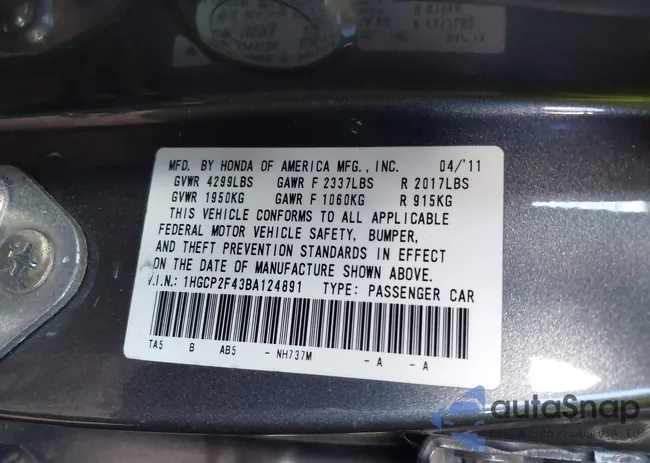 MFD. BY HONDA OF AMERICA MFG., INC. 04/'11
GVWR 4299LBS GAWR F 2337LBS R 2017LBS
GVWR 1950KG GAWR F 1060KG R 915KG
THIS VEHICLE CONFORMS TO ALL APPLICABLE
FEDERAL MOTOR VEHICLE SAFETY, BUMPER,
AND THEFT PREVENTION STANDARDS IN EFFECT
ON THE DATE OF MANUFACTURE SHOWN ABOVE.
V.I.N.: 1HGCP2F43BA124891 TYPE: PASSENGER CAR
TA5 B AB5 - NH737M - A - A
autoSnap